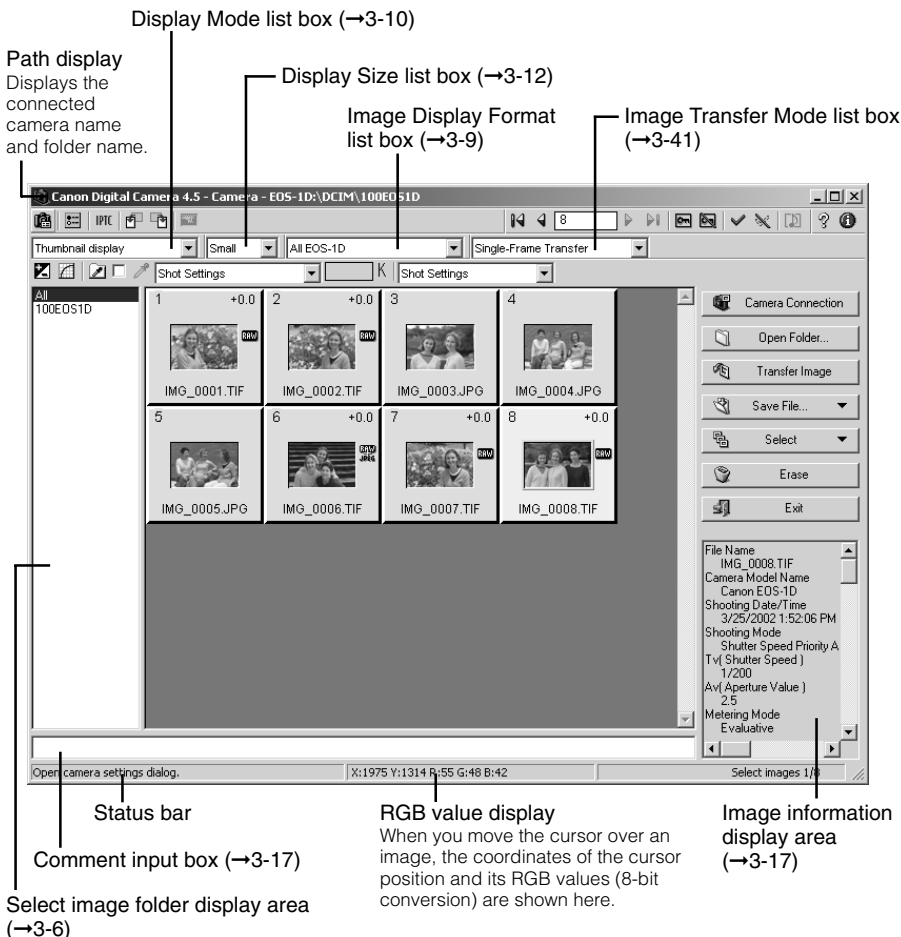 Display Mode list box (➞3-10)
Path display
Displays the
connected
camera name
and folder name.
Display Size list box (➞3-12)
Image Display Format
list box (➞3-9)
Image Transfer Mode list box
(➞3-41)
Canon Digital Camera 4.5 - Camera - EOS-1D:\DCIM\100EOS1D
IPTC
8
Thumbnail display
Small
All EOS-1D
Single-Frame Transfer
Shot Settings
K
Shot Settings
All
100EOS1D
1 +0.0
RAW
IMG_0001.TIF
2 +0.0
RAW
IMG_0002.TIF
3
IMG_0003.JPG
4
IMG_0004.JPG
5
IMG_0005.JPG
6 +0.0
RAW
JPEG
IMG_0006.TIF
7 +0.0
RAW
IMG_0007.TIF
8 +0.0
RAW
IMG_0008.TIF
Camera Connection
Open Folder...
Transfer Image
Save File...
Select
Erase
Exit
File Name
IMG_0008.TIF
Camera Model Name
Canon EOS-1D
Shooting Date/Time
3/25/2002 1:52:06 PM
Shooting Mode
Shutter Speed Priority A
Tv( Shutter Speed )
1/200
Av( Aperture Value )
2.5
Metering Mode
Evaluative
Open camera settings dialog.
X:1975 Y:1314 R:55 G:48 B:42
Select images 1/8
Status bar
Comment input box (➞3-17)
Select image folder display area
(➞3-6)
RGB value display
When you move the cursor over an
image, the coordinates of the cursor
position and its RGB values (8-bit
conversion) are shown here.
Image information
display area
(➞3-17)